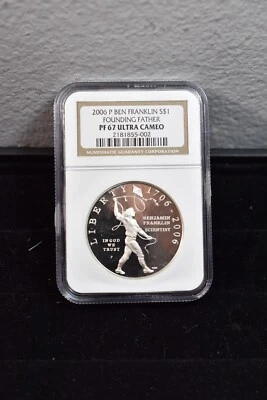 2006 P BEN FRANKLIN S$1
FOUNDING FATHER
PF 67 ULTRA CAMEO
2181855-002
NUMISMATIC GUARANTY CORPORATION
LIBERTY 1706-2006
BENJAMIN
FRANKLIN
SCIENTIST
IN GOD
WE
TRUST
P